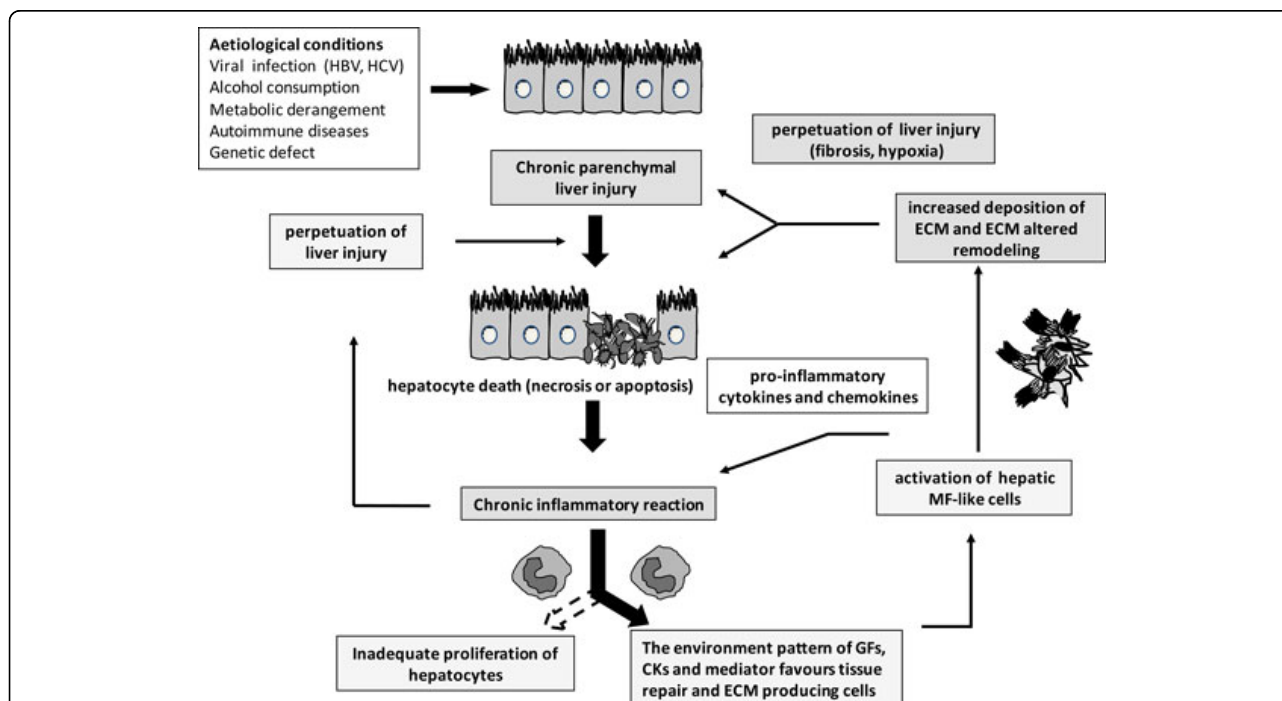 Aetiological conditions
Viral infection (HBV, HCV)
Alcohol consumption
Metabolic derangement
Autoimmune diseases
Genetic defect
perpetuation of liver injury
(fibrosis, hypoxia)
Chronic parenchymal
liver injury
increased deposition of
ECM and ECM altered
remodeling
perpetuation of
liver injury
hepatocyte death (necrosis or apoptosis)
pro-inflammatory
cytokines and chemokines
activation of hepatic
MF-like cells
Chronic inflammatory reaction
Inadequate proliferation of
hepatocytes
The environment pattern of GFs,
CKs and mediator favours tissue
repair and ECM producing cells